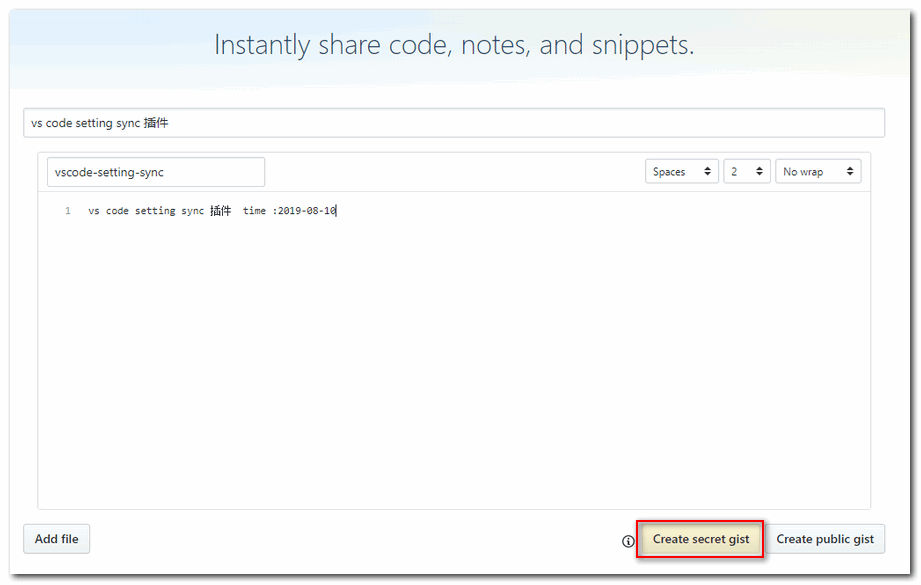 Instantly share code, notes, and snippets.
vs code setting sync 插件
vscode-setting-sync
Spaces 2 No wrap
1 vs code setting sync 插件 time :2019-08-10
Add file Create secret gist Create public gist